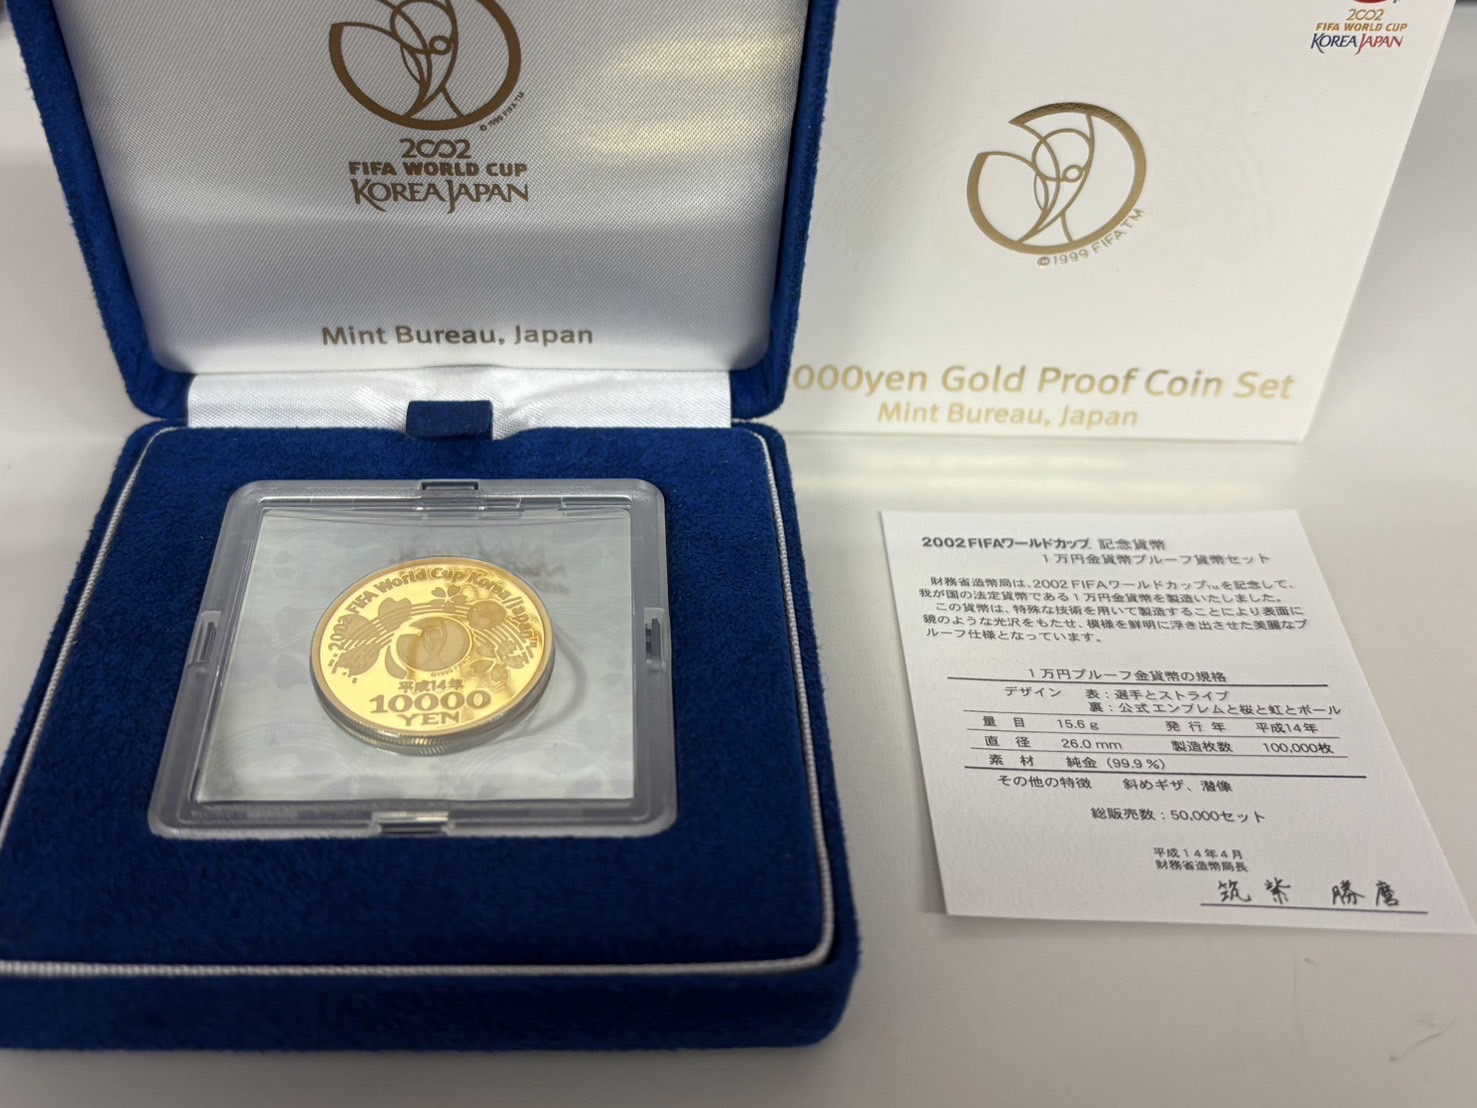 ©1999 FIFA TM
2002
FIFA WORLD CUP
KOREA JAPAN
Mint Bureau, Japan
2002
FIFA WORLD CUP
KOREA JAPAN
©1999 FIFA TM
000yen Gold Proof Coin Set
Mint Bureau, Japan
2002 FIFA World Cup Korea/Japan
平成14年
10000
YEN
2002FIFAワールドカップ 記念貨幣
1万円金貨幣プルーフ貨幣セット
財務省造幣局は、2002FIFAワールドカップTMを記念して、
我が国の法定貨幣である1万円金貨幣を製造いたしました。
この貨幣は、特殊な技術を用いて製造することにより表面に
鏡のような光沢をもたせ、模様を鮮明に浮き出させた美麗なプ
ルーフ仕様となっています。
1万円プルーフ金貨幣の規格
デザイン 表:選手とストライプ
裏:公式エンブレムと桜と虹とボール
量目 15.6g 発行年 平成14年
直径 26.0mm 製造枚数 100,000枚
素材 純金(99.9%)
その他の特徴 斜めギザ、潜像
総販売数:50,000セット
平成14年4月
財務省造幣局長
筑紫 勝麿